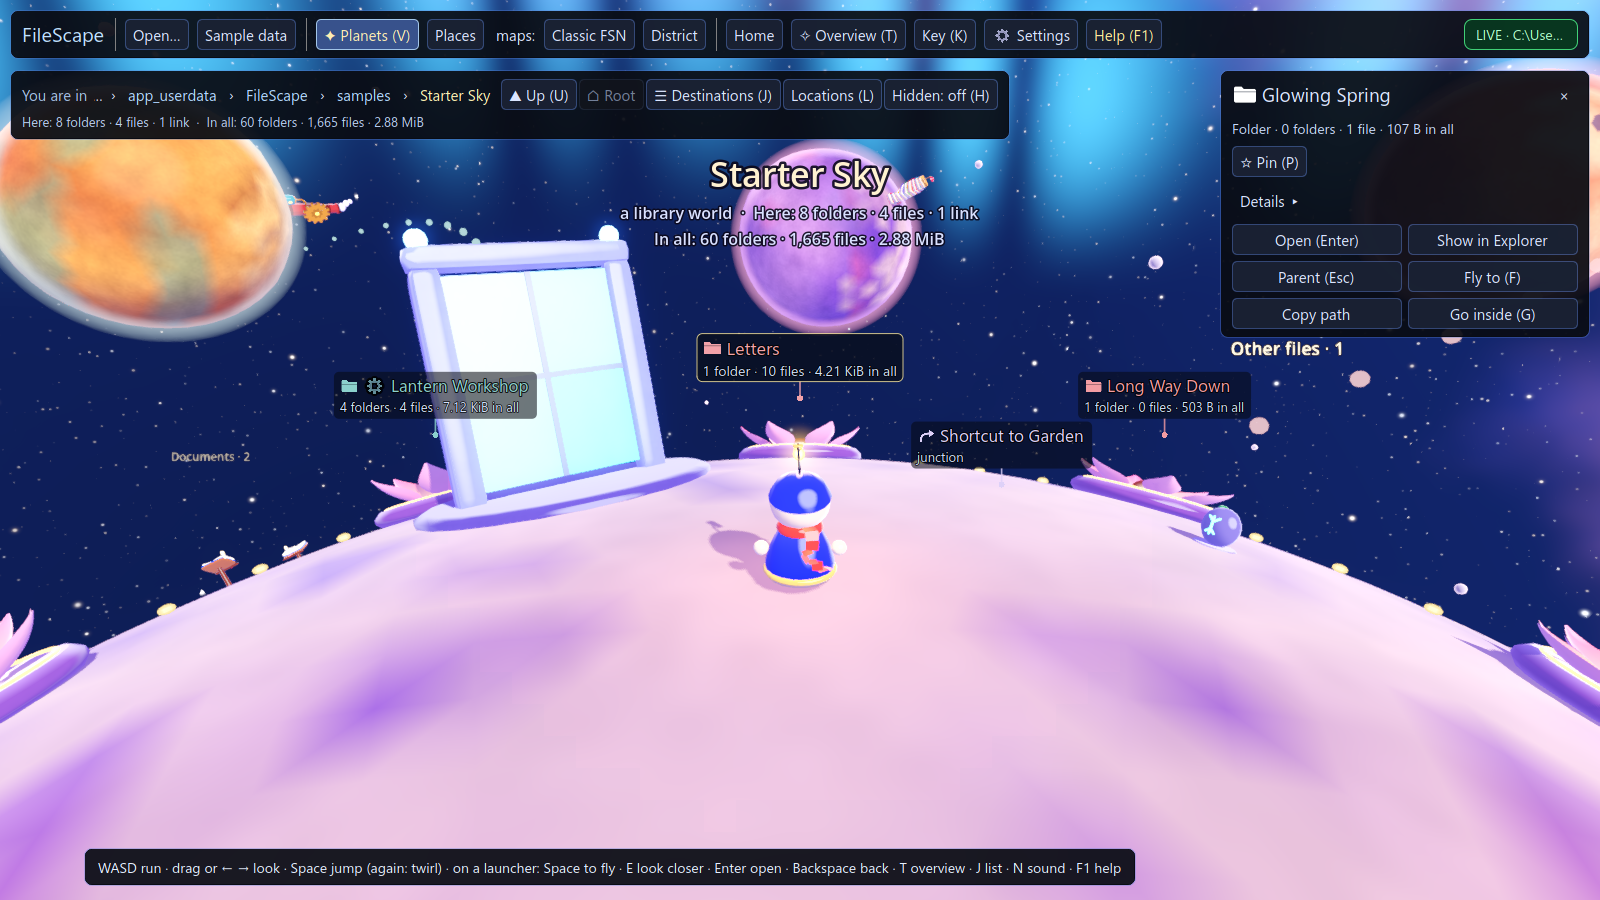 FileScape
Open...
Sample data
✦ Planets (V)
Places
maps:
Classic FSN
District
Home
✧ Overview (T)
Key (K)
Settings
Help (F1)
LIVE · C:\Use...
You are in .. › app_userdata › FileScape › samples › Starter Sky
▲ Up (U)
Root
☰ Destinations (J)
Locations (L)
Hidden: off (H)
Here: 8 folders · 4 files · 1 link · In all: 60 folders · 1,665 files · 2.88 MiB
Glowing Spring
×
Folder · 0 folders · 1 file · 107 B in all
☆ Pin (P)
Details ▸
Open (Enter)
Show in Explorer
Parent (Esc)
Fly to (F)
Copy path
Go inside (G)
Starter Sky
a library world · Here: 8 folders · 4 files · 1 link
In all: 60 folders · 1,665 files · 2.88 MiB
Other files · 1
Letters
1 folder · 10 files · 4.21 KiB in all
Lantern Workshop
4 folders · 4 files · 7.12 KiB in all
Long Way Down
1 folder · 0 files · 503 B in all
Shortcut to Garden
junction
Documents · 2
WASD run · drag or ← → look · Space jump (again: twirl) · on a launcher: Space to fly · E look closer · Enter open · Backspace back · T overview · J list · N sound · F1 help